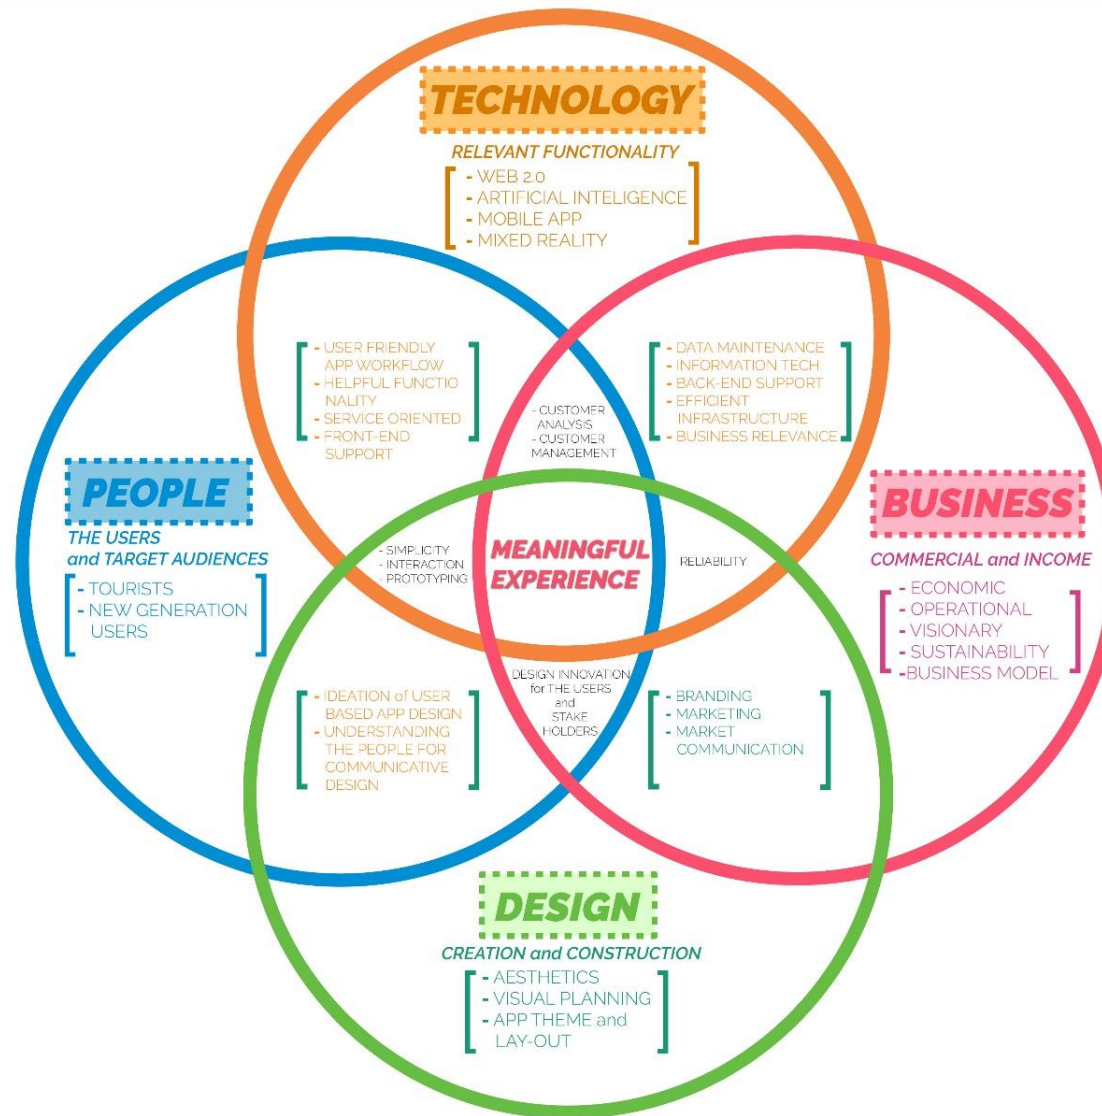 TECHNOLOGY
RELEVANT FUNCTIONALITY
- WEB 2.0
- ARTIFICIAL INTELIGENCE
- MOBILE APP
- MIXED REALITY
- USER FRIENDLY
APP WORKFLOW
- HELPFUL FUNCTIO
NALITY
- SERVICE ORIENTED
- FRONT-END
SUPPORT
- CUSTOMER
ANALYSIS
- CUSTOMER
MANAGEMENT
- DATA MAINTENANCE
- INFORMATION TECH.
- BACK-END SUPPORT
- EFFICIENT
INFRASTRUCTURE
- BUSINESS RELEVANCE
PEOPLE
THE USERS
and TARGET AUDIENCES
- TOURISTS
- NEW GENERATION
USERS
- SIMPLICITY
- INTERACTION
- PROTOTYPING
MEANINGFUL
EXPERIENCE
RELIABILITY
BUSINESS
COMMERCIAL and INCOME
- ECONOMIC
- OPERATIONAL
- VISIONARY
- SUSTAINABILITY
-BUSINESS MODEL
- IDEATION of USER
BASED APP DESIGN
- UNDERSTANDING
THE PEOPLE FOR
COMMUNICATIVE
DESIGN
DESIGN INNOVATION
for THE USERS
and
STAKE
HOLDERS
- BRANDING
- MARKETING
- MARKET
COMMUNICATION
DESIGN
CREATION and CONSTRUCTION
- AESTHETICS
- VISUAL PLANNING
- APP THEME and
LAY-OUT